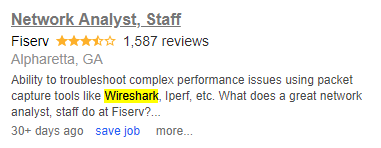 Network Analyst, Staff
Fiserv 1,587 reviews
Alpharetta, GA
Ability to troubleshoot complex performance issues using packet
capture tools like Wireshark, Iperf, etc. What does a great network
analyst, staff do at Fiserv?...
30+ days ago save job more...